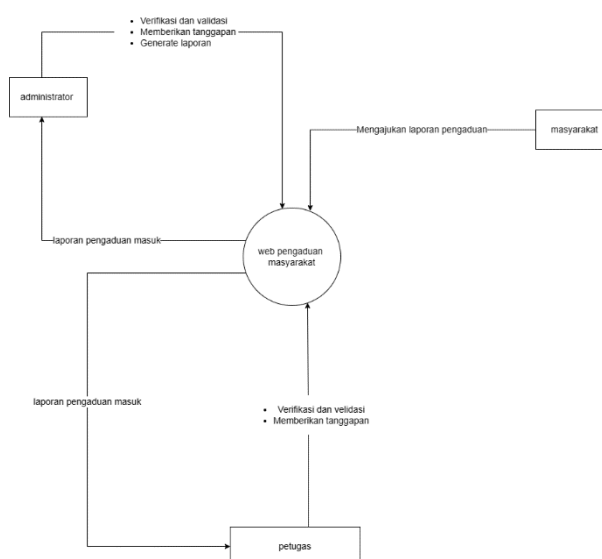 • Verifikasi dan validasi
• Memberikan tanggapan
• Generate laporan
administrator
Mengajukan laporan pengaduan
masyarakat
laporan pengaduan masuk
web pengaduan
masyarakat
laporan pengaduan masuk
• Verifikasi dan velidasi
• Memberikan tanggapan
petugas